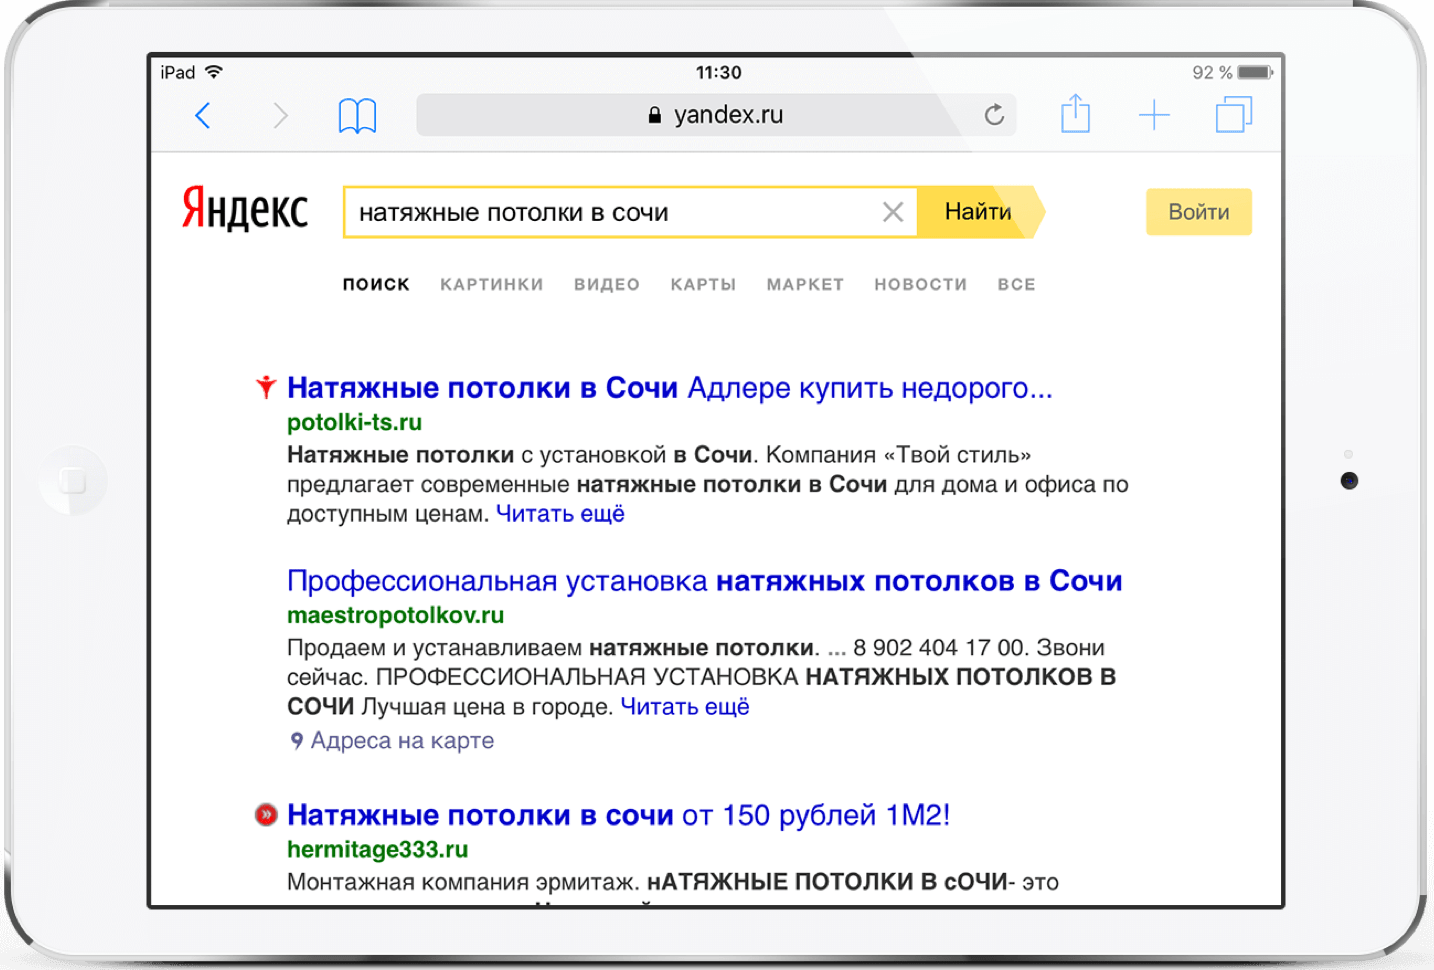 iPad 11:30 92 %
yandex.ru
Яндекс натяжные потолки в сочи Найти Войти
ПОИСК КАРТИНКИ ВИДЕО КАРТЫ МАРКЕТ НОВОСТИ ВСЕ
Натяжные потолки в Сочи Адлере купить недорого...
potolki-ts.ru
Натяжные потолки с установкой в Сочи. Компания «Твой стиль»
предлагает современные натяжные потолки в Сочи для дома и офиса по
доступным ценам. Читать ещё
Профессиональная установка натяжных потолков в Сочи
maestropotolkov.ru
Продаем и устанавливаем натяжные потолки. ... 8 902 404 17 00. Звони
сейчас. ПРОФЕССИОНАЛЬНАЯ УСТАНОВКА НАТЯЖНЫХ ПОТОЛКОВ В
СОЧИ Лучшая цена в городе. Читать ещё
Адреса на карте
Натяжные потолки в сочи от 150 рублей 1М2!
hermitage333.ru
Монтажная компания эрмитаж. нАТЯЖНЫЕ ПОТОЛКИ В сОЧИ- это